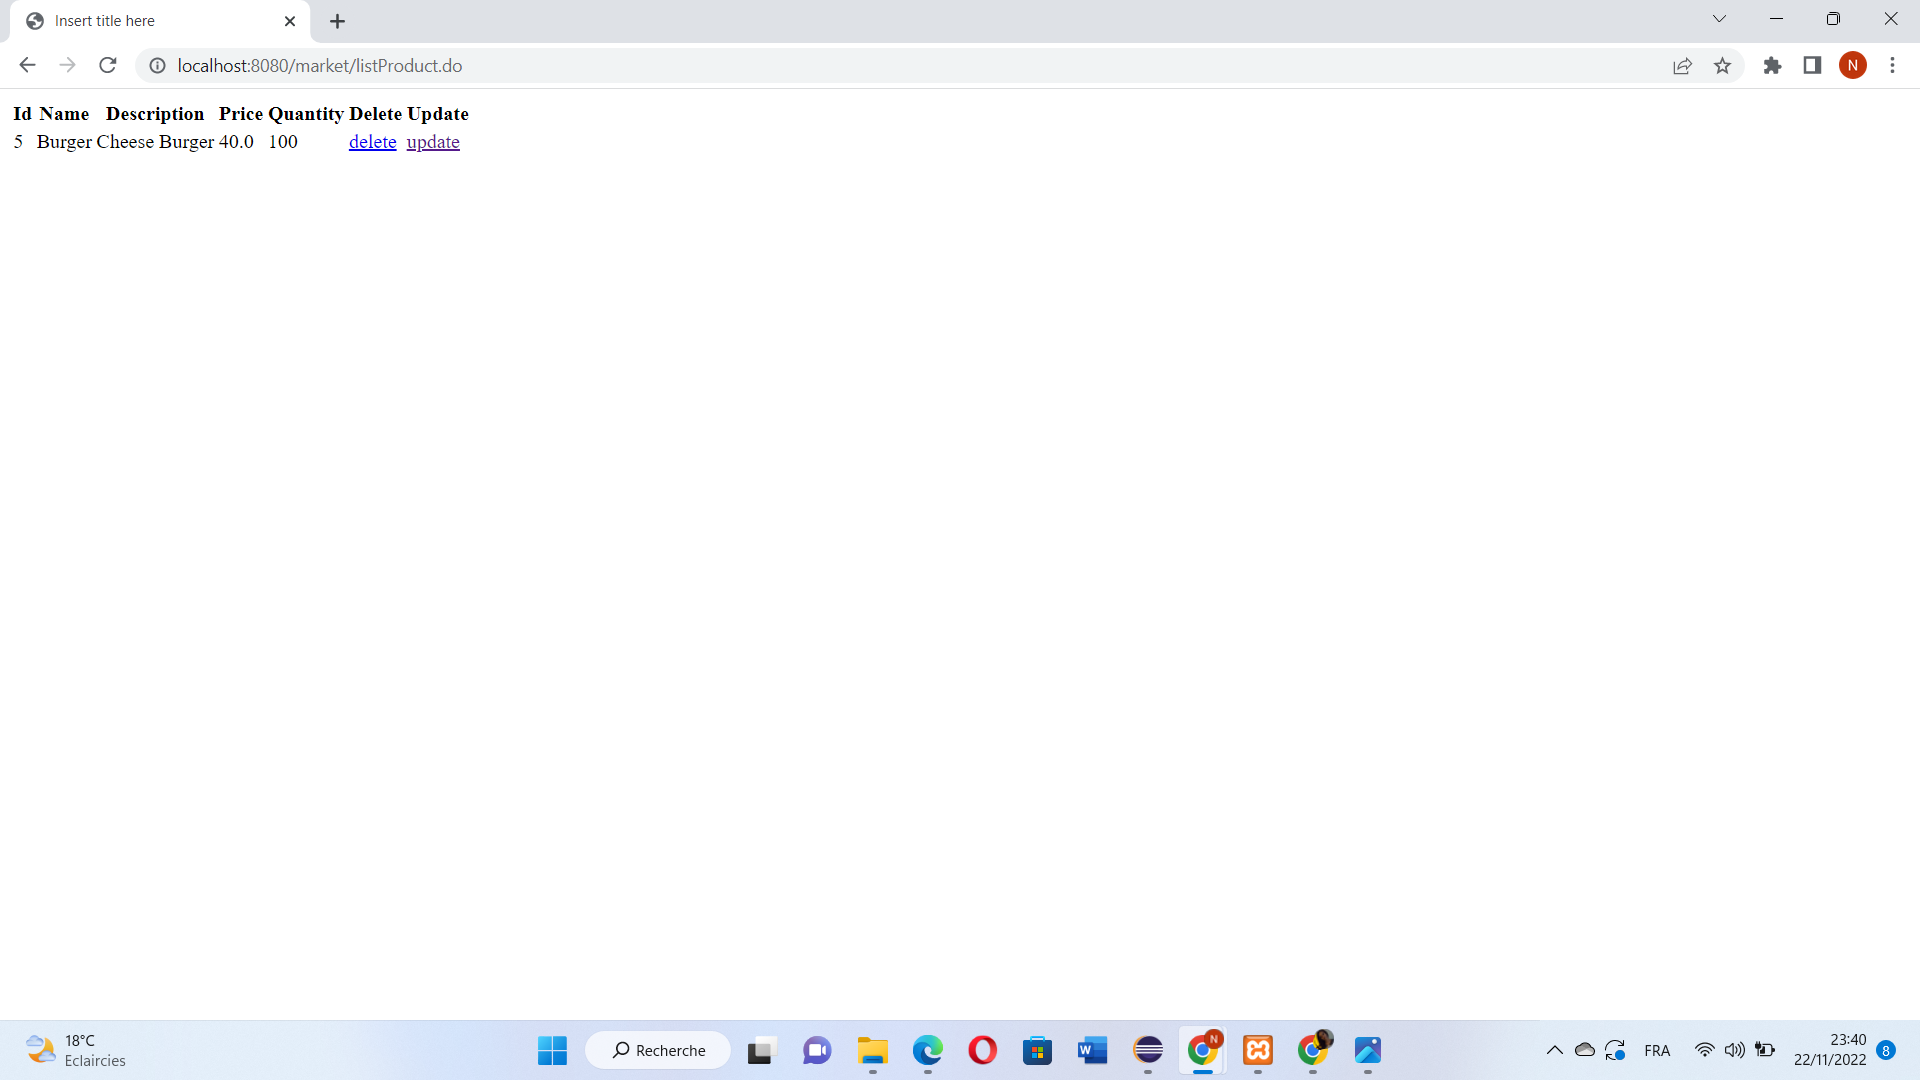 Insert title here
localhost:8080/market/listProduct.do
N
Id Name Description Price Quantity Delete Update
5 Burger Cheese Burger 40.0 100 delete update
18°C
Eclaircies
Recherche
W
N
FRA
23:40
22/11/2022
8